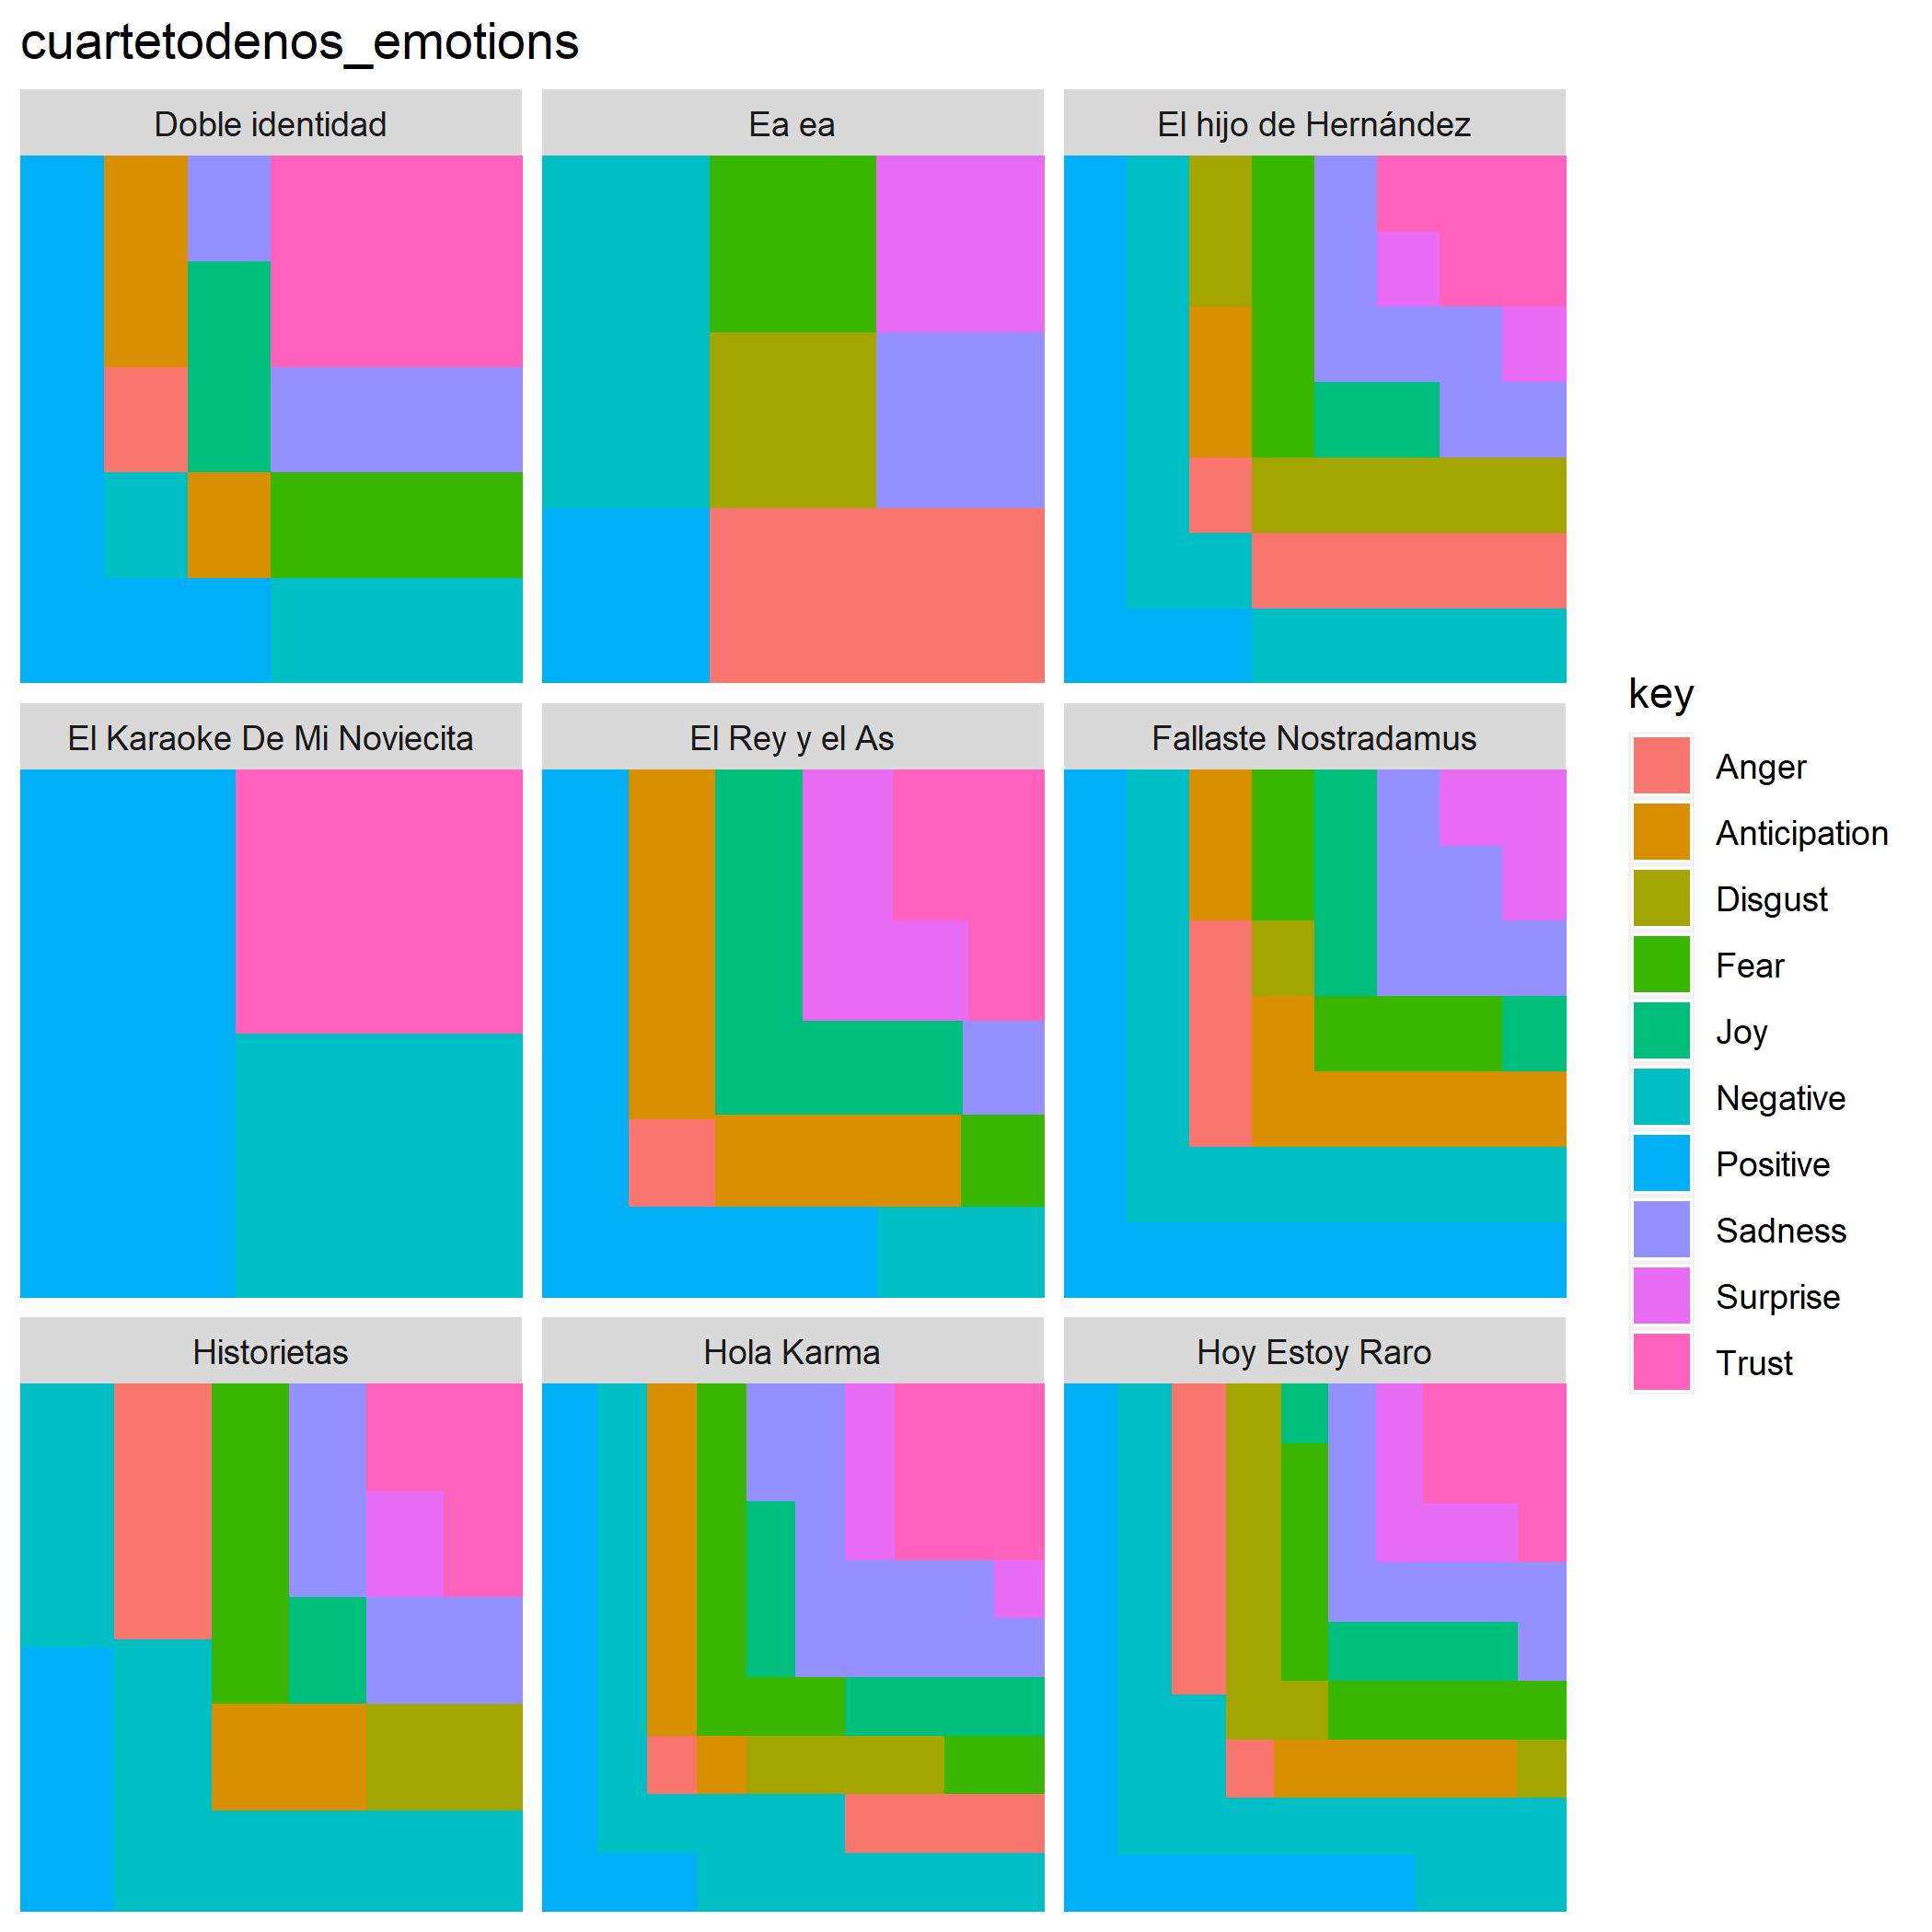 cuartetodenos_emotions
Doble identidad
Ea ea
El hijo de Hernández
El Karaoke De Mi Noviecita
El Rey y el As
Fallaste Nostradamus
Historietas
Hola Karma
Hoy Estoy Raro
key
Anger
Anticipation
Disgust
Fear
Joy
Negative
Positive
Sadness
Surprise
Trust